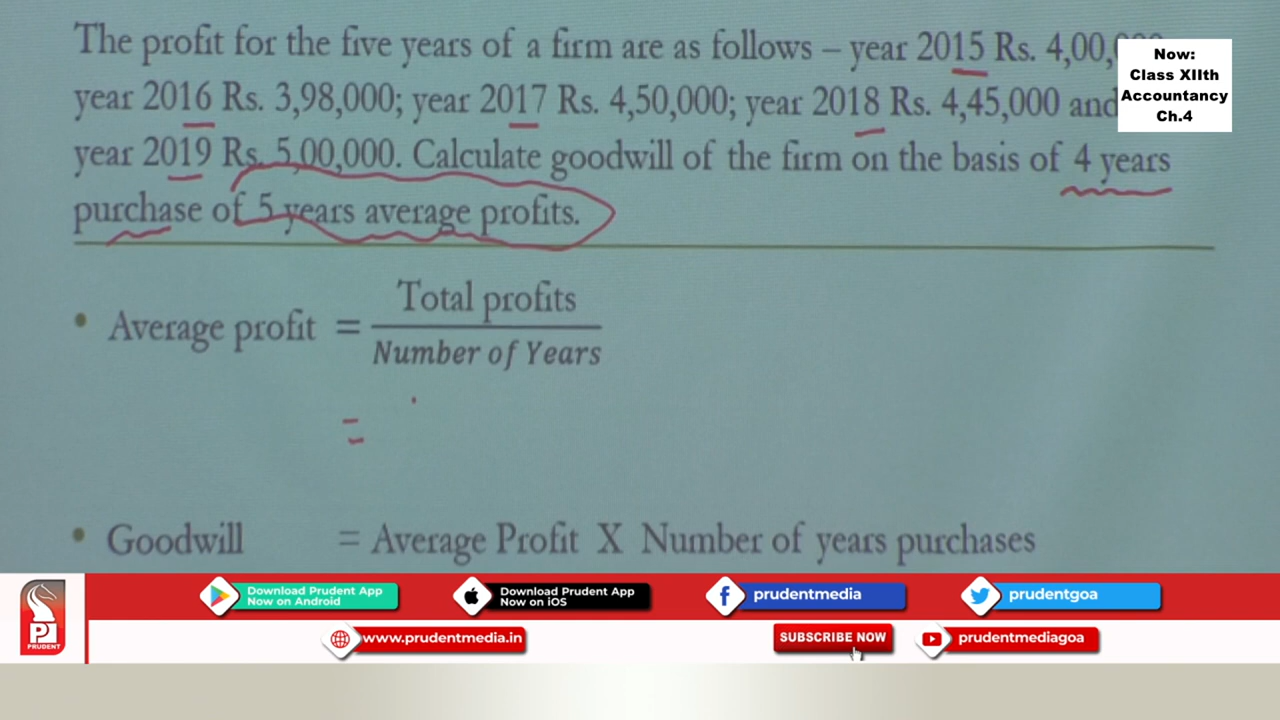 The profit for the five years of a firm are as follows – year 2015 Rs. 4,00,
year 2016 Rs. 3,98,000; year 2017 Rs. 4,50,000; year 2018 Rs. 4,45,000 and
year 2019 Rs. 5,00,000. Calculate goodwill of the firm on the basis of 4 years
purchase of 5 years average profits.
Now:
Class XIIth
Accountancy
Ch.4
• Average profit = Total profits
Number of Years
=
• Goodwill = Average Profit X Number of years purchases
Download Prudent App
Now on Android
Download Prudent App
Now on iOS
prudentmedia
prudentgoa
PRUDENT
www.prudentmedia.in
SUBSCRIBE NOW
prudentmediagoa